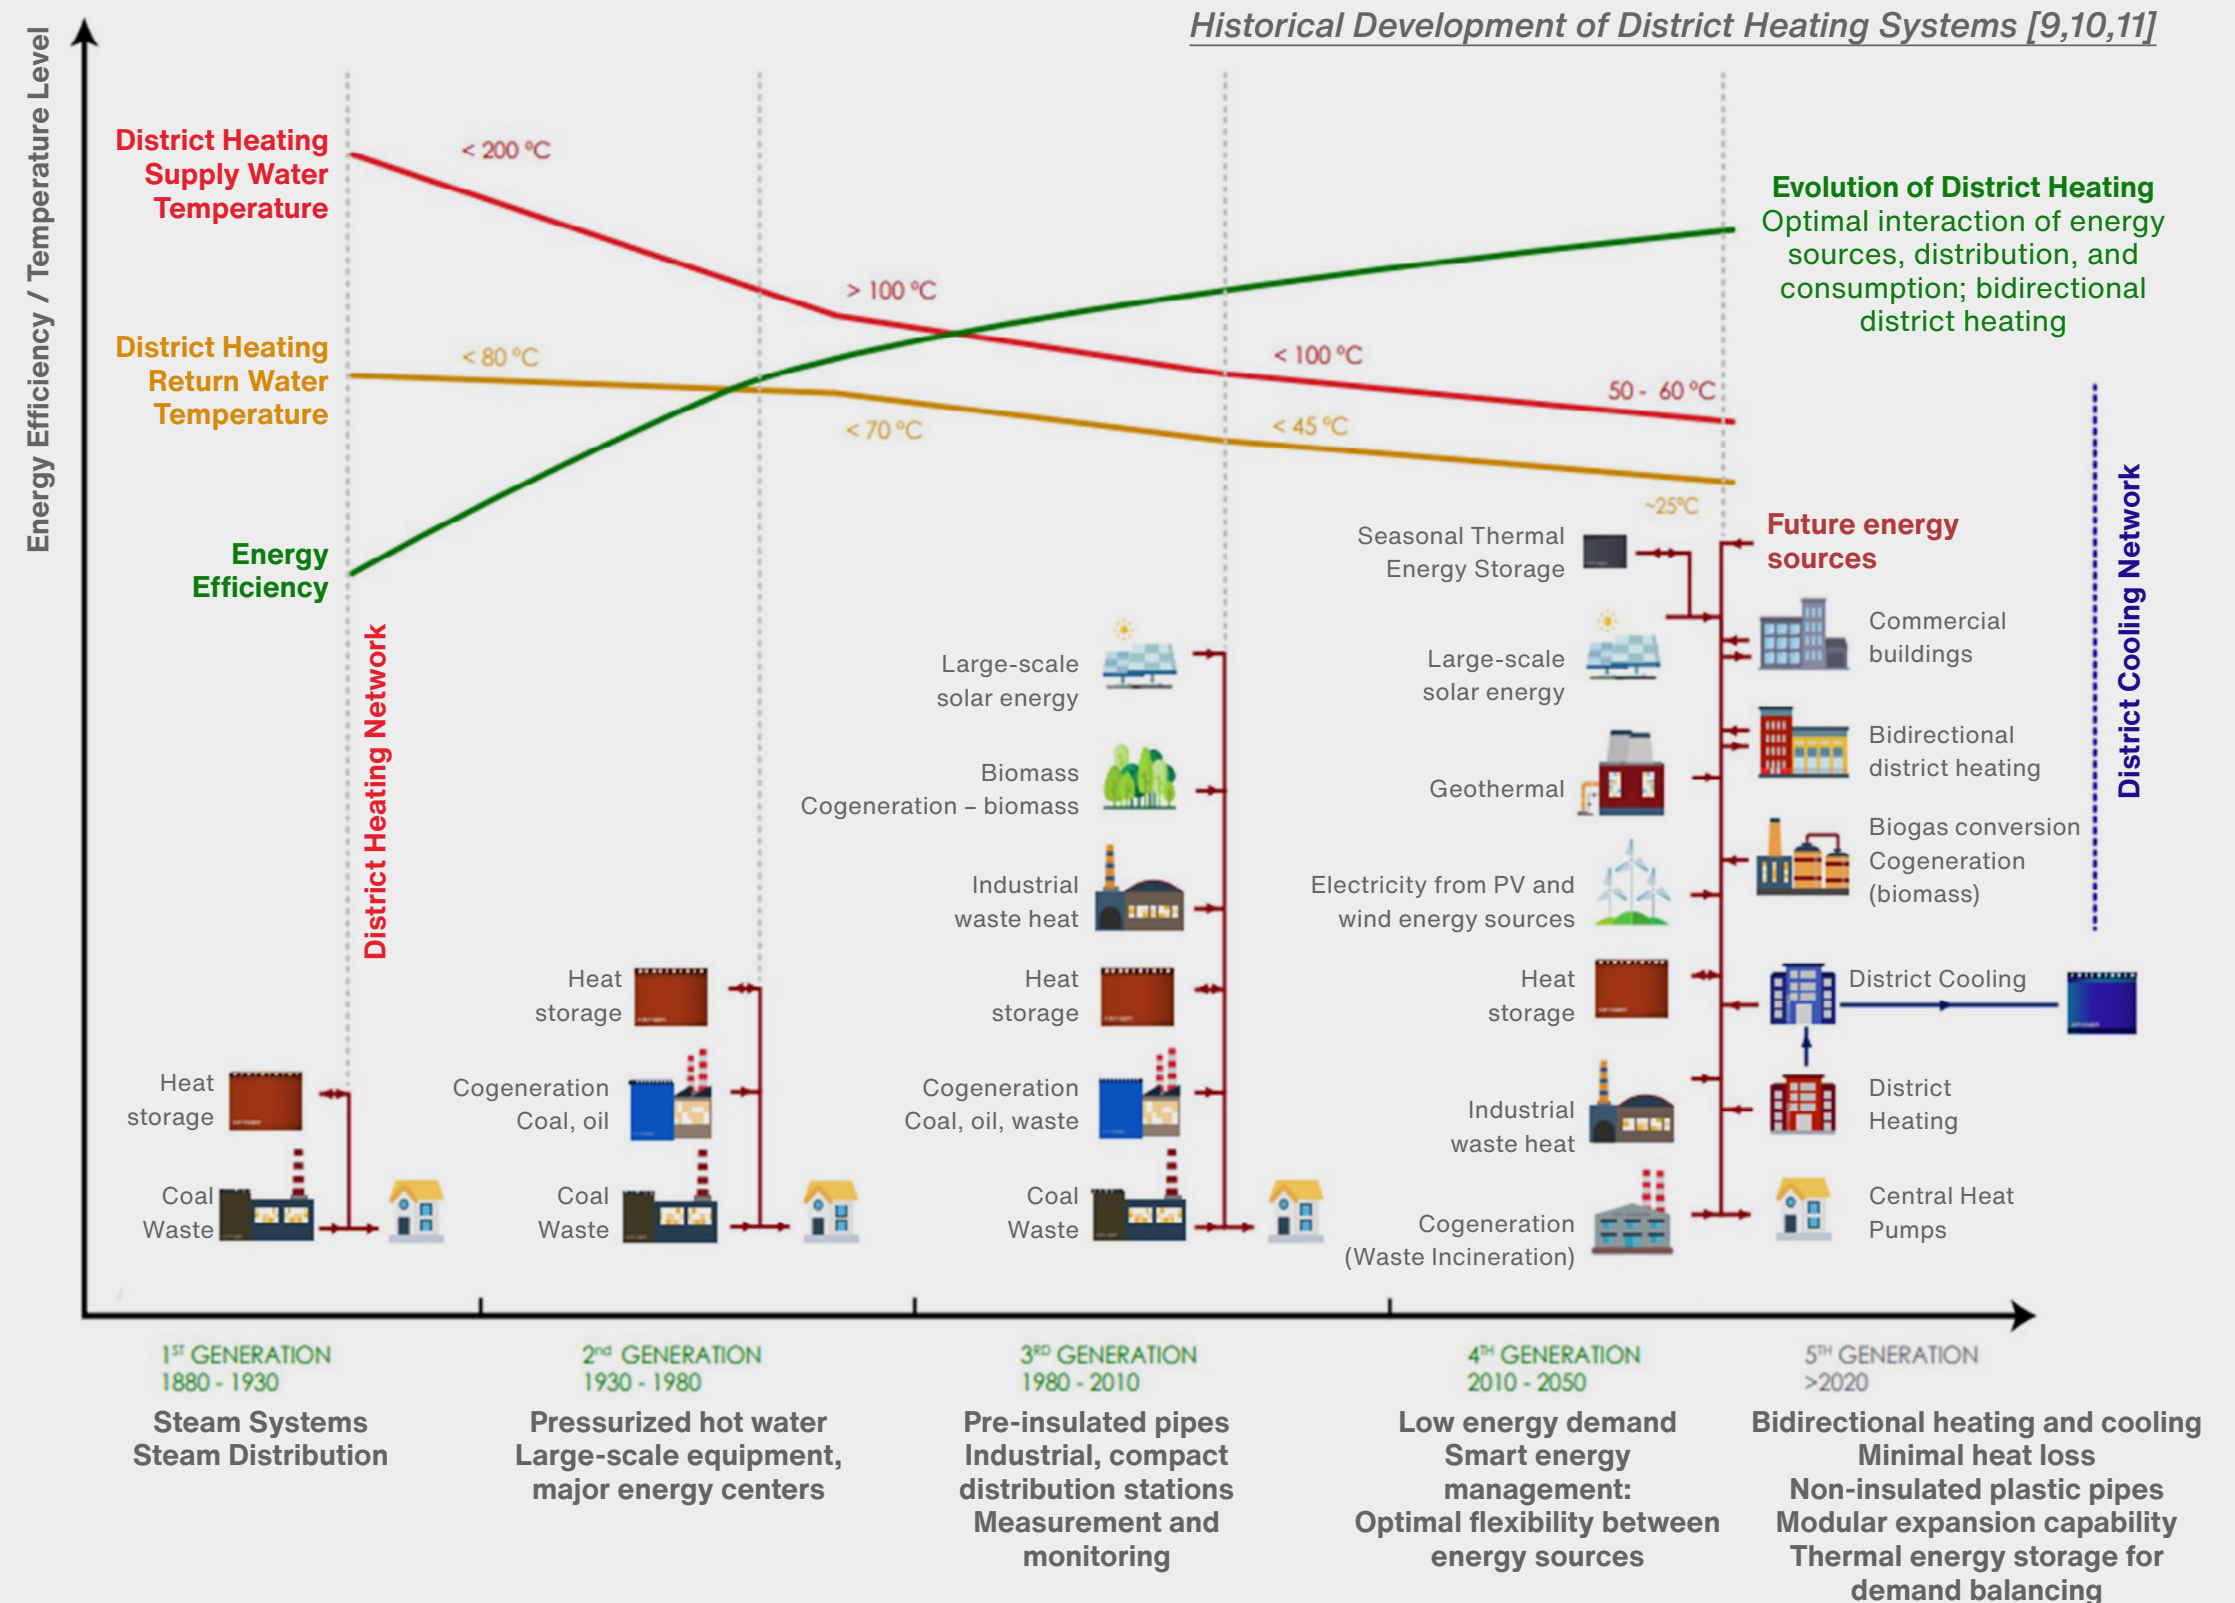 Historical Development of District Heating Systems [9,10,11]
Energy Efficiency / Temperature Level
District Heating
Supply Water
Temperature
< 200 ºC
> 100 ºC
< 100 ºC
50 - 60 ºC
Evolution of District Heating
Optimal interaction of energy
sources, distribution, and
consumption; bidirectional
district heating
District Heating
Return Water
Temperature
< 80 ºC
< 70 ºC
< 45 ºC
~25ºC
Energy
Efficiency
District Heating Network
District Cooling Network
Heat
storage
Coal
Waste
Heat
storage
Cogeneration
Coal, oil
Coal
Waste
Large-scale
solar energy
Biomass
Cogeneration – biomass
Industrial
waste heat
Heat
storage
Cogeneration
Coal, oil, waste
Coal
Waste
Seasonal Thermal
Energy Storage
Large-scale
solar energy
Geothermal
Electricity from PV and
wind energy sources
Heat
storage
Industrial
waste heat
Cogeneration
(Waste Incineration)
Future energy
sources
Commercial
buildings
Bidirectional
district heating
Biogas conversion
Cogeneration
(biomass)
District Cooling
District
Heating
Central Heat
Pumps
1ST GENERATION
1880 - 1930
Steam Systems
Steam Distribution
2nd GENERATION
1930 - 1980
Pressurized hot water
Large-scale equipment,
major energy centers
3RD GENERATION
1980 - 2010
Pre-insulated pipes
Industrial, compact
distribution stations
Measurement and
monitoring
4TH GENERATION
2010 - 2050
Low energy demand
Smart energy
management:
Optimal flexibility between
energy sources
5TH GENERATION
>2020
Bidirectional heating and cooling
Minimal heat loss
Non-insulated plastic pipes
Modular expansion capability
Thermal energy storage for
demand balancing